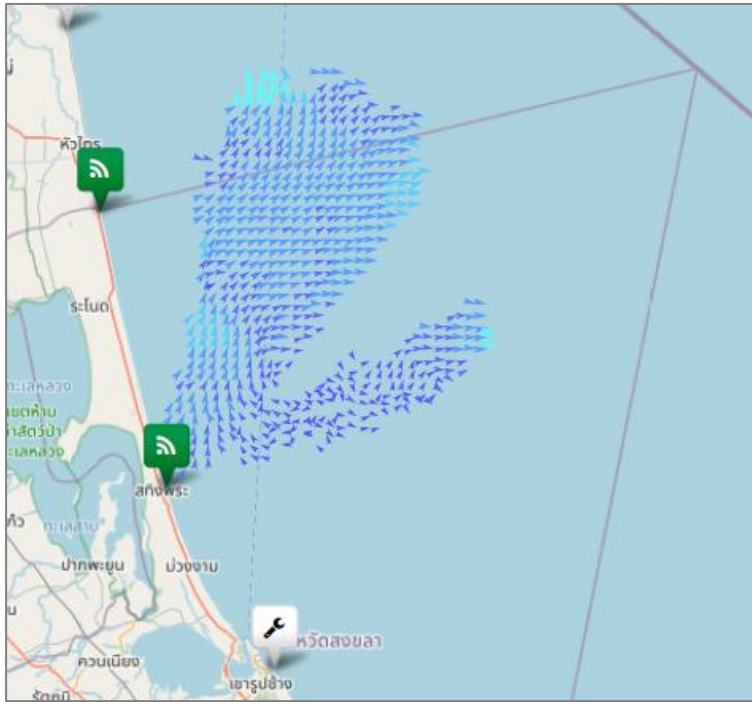 หัวไทร
ระโนด
ทะเลหลวง
เขตห้าม
่าสัตว์ป่า
ะเลหลวง
สทิงพระ
ทะเลสาบ
ปากพะยูน
ม่วงงาม
หวัดสงขลา
ควนเนียง
เขารูปช้าง
รัตภูมิ